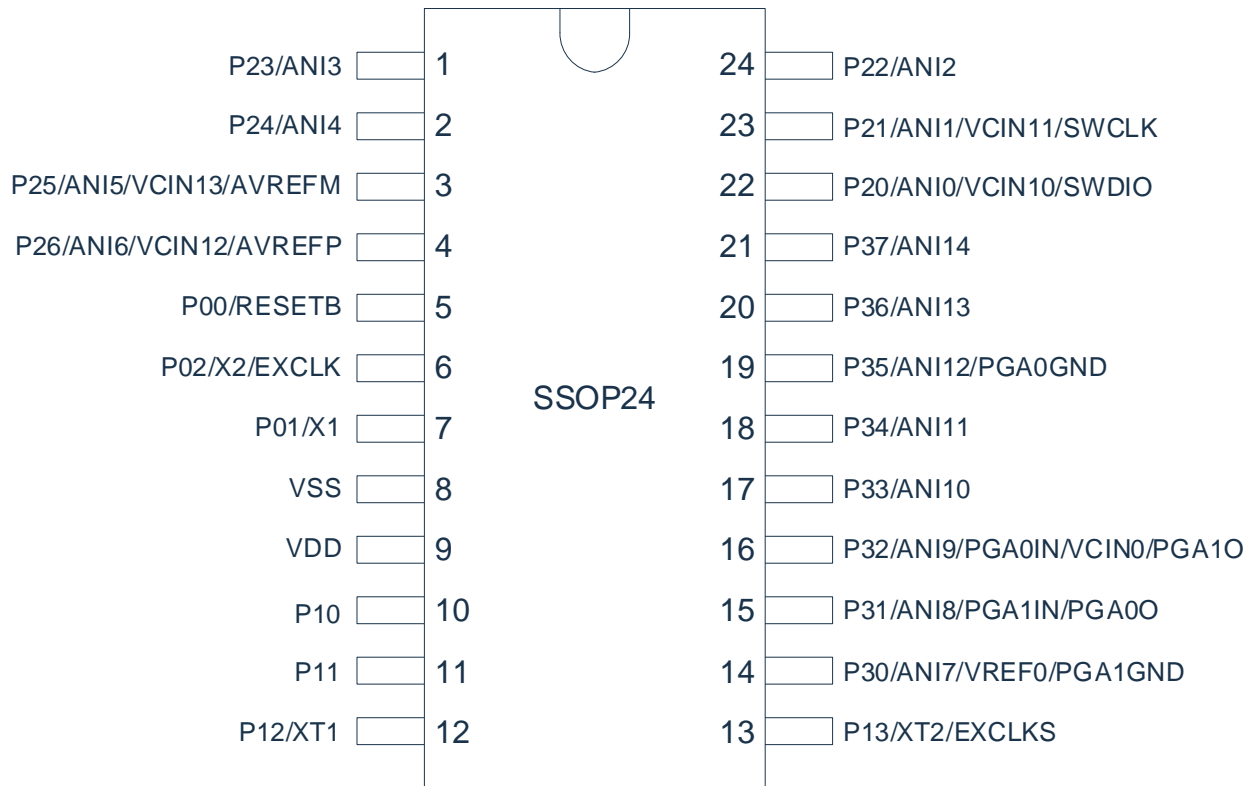 P23/ANI3 1 24 P22/ANI2
P24/ANI4 2 23 P21/ANI1/VCIN11/SWCLK
P25/ANI5/VCIN13/AVREFM 3 22 P20/ANI0/VCIN10/SWDIO
P26/ANI6/VCIN12/AVREFP 4 21 P37/ANI14
P00/RESETB 5 20 P36/ANI13
P02/X2/EXCLK 6 19 P35/ANI12/PGA0GND
SSOP24
P01/X1 7 18 P34/ANI11
VSS 8 17 P33/ANI10
VDD 9 16 P32/ANI9/PGA0IN/VCIN0/PGA1O
P10 10 15 P31/ANI8/PGA1IN/PGA0O
P11 11 14 P30/ANI7/VREF0/PGA1GND
P12/XT1 12 13 P13/XT2/EXCLKS